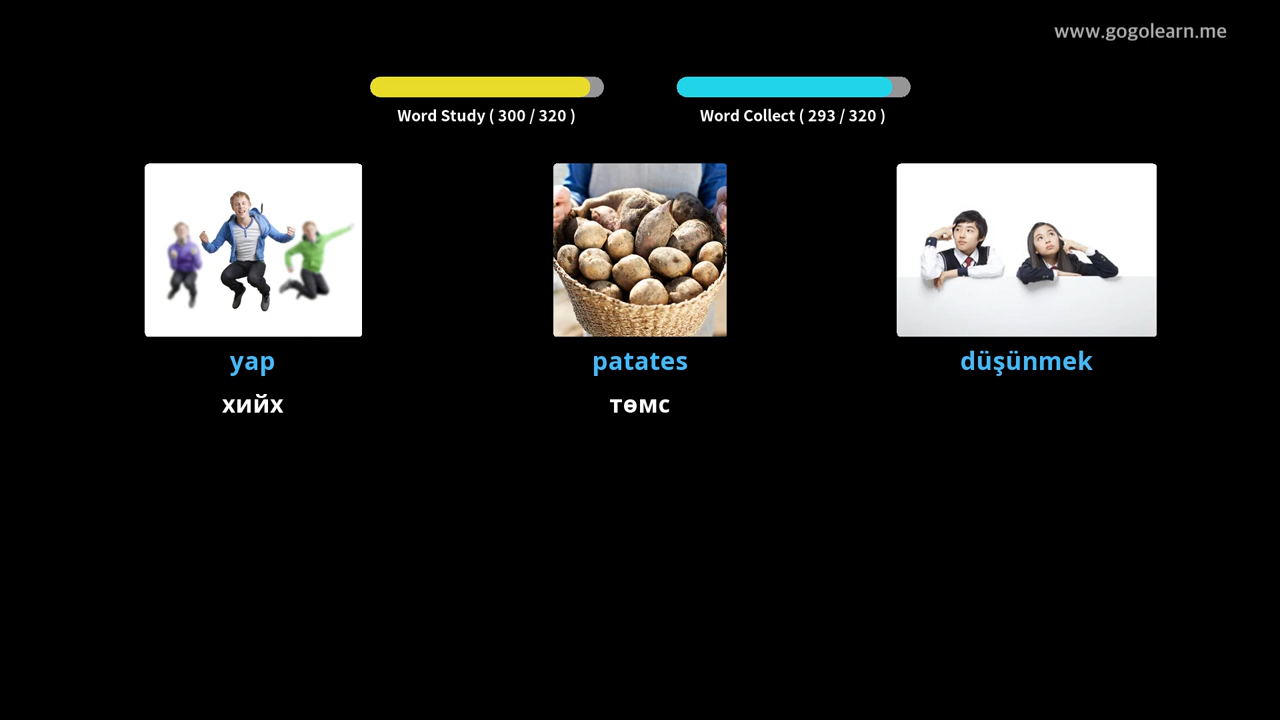 www.gogolearn.me
Word Study ( 300 / 320 )
Word Collect ( 293 / 320 )
yap
patates
düşünmek
хийх
төмс